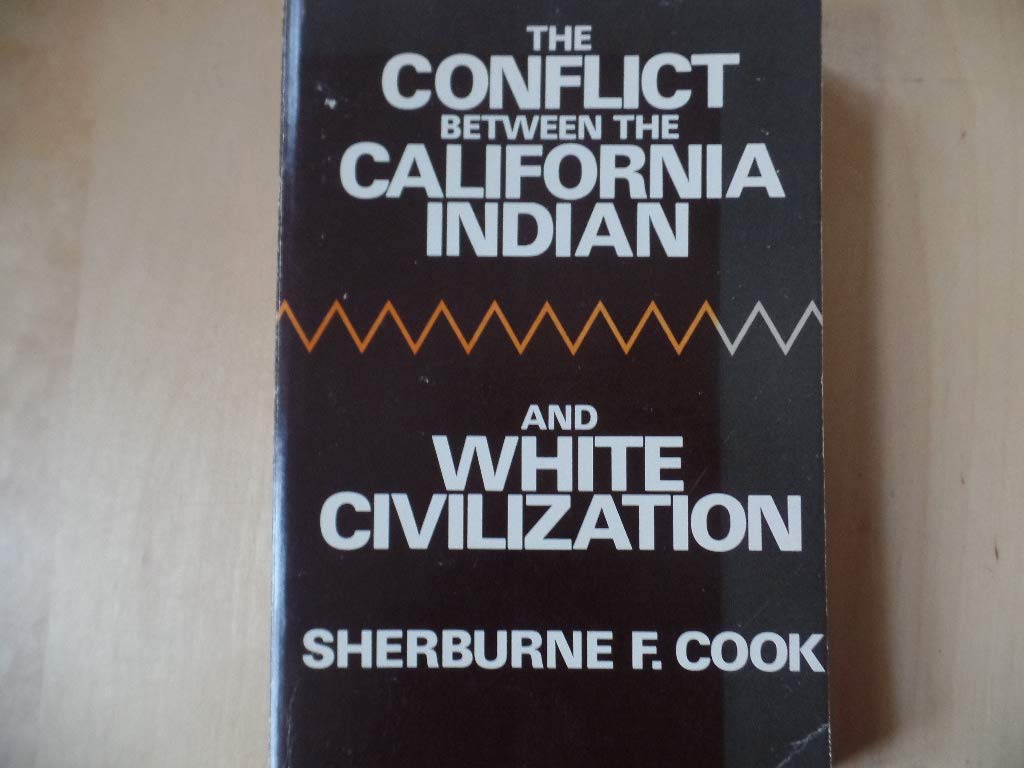 THE
CONFLICT
BETWEEN THE
CALIFORNIA
INDIAN
AND
WHITE
CIVILIZATION
SHERBURNE F. COOK